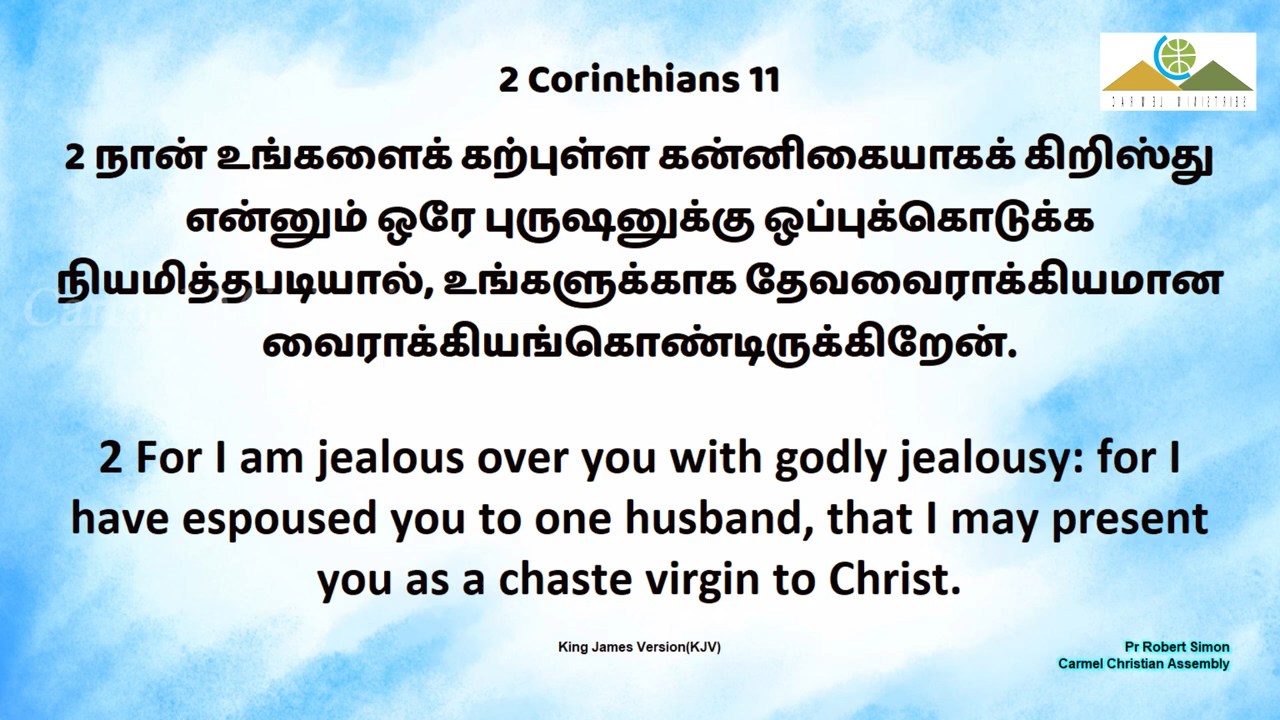 2 Corinthians 11
CARMEL MINISTRIES
2 நான் உங்களைக் கற்புள்ள கன்னிகையாகக் கிறிஸ்து
என்னும் ஒரே புருஷனுக்கு ஒப்புக்கொடுக்க
நியமித்தபடியால், உங்களுக்காக தேவவைராக்கியமான
வைராக்கியங்கொண்டிருக்கிறேன்.
2 For I am jealous over you with godly jealousy: for I
have espoused you to one husband, that I may present
you as a chaste virgin to Christ.
King James Version(KJV)
Pr Robert Simon
Carmel Christian Assembly